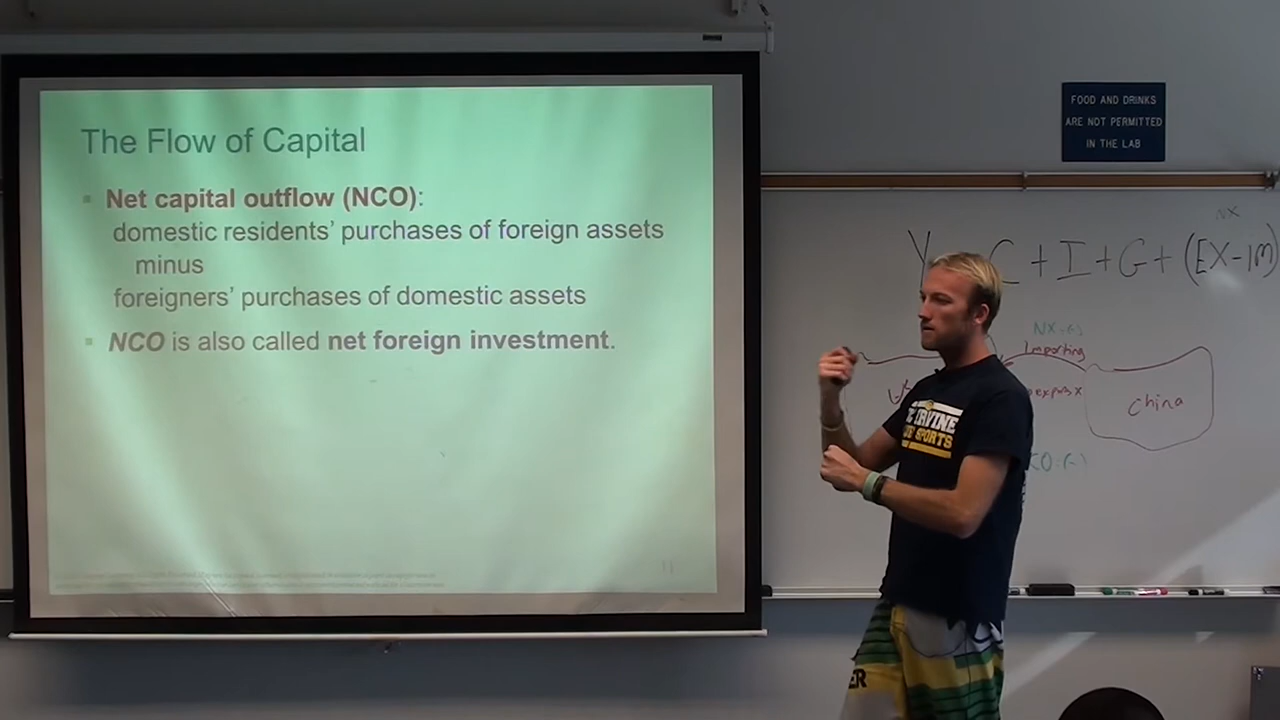 The Flow of Capital
Net capital outflow (NCO):
domestic residents' purchases of foreign assets
minus
foreigners' purchases of domestic assets
NCO is also called net foreign investment.
11
FOOD AND DRINKS
ARE NOT PERMITTED
IN THE LAB
NX
Y C + I + G + (EX-IM)
NX=(-)
Importing
China
IRVINE
SPORTS
ER